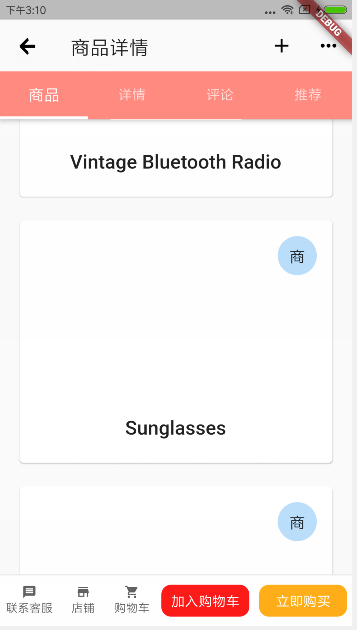 下午3:10
DEBUG
商品详情
商品 详情 评论 推荐
Vintage Bluetooth Radio
商
Sunglasses
商
联系客服 店铺 购物车 加入购物车 立即购买